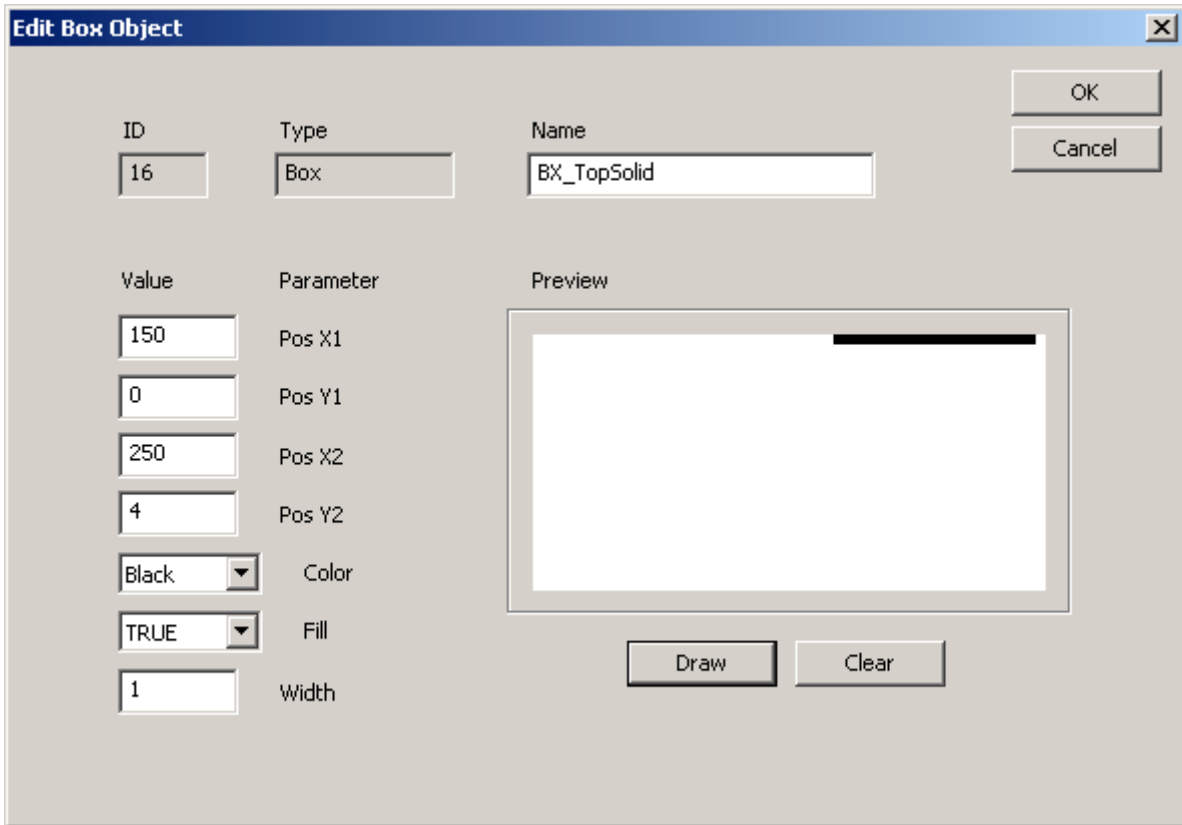 Edit Box Object
OK
ID Type Name
Cancel
16 Box BX_TopSolid
Value Parameter Preview
150 Pos X1
0 Pos Y1
250 Pos X2
4 Pos Y2
Black Color
TRUE Fill
Draw Clear
1 Width